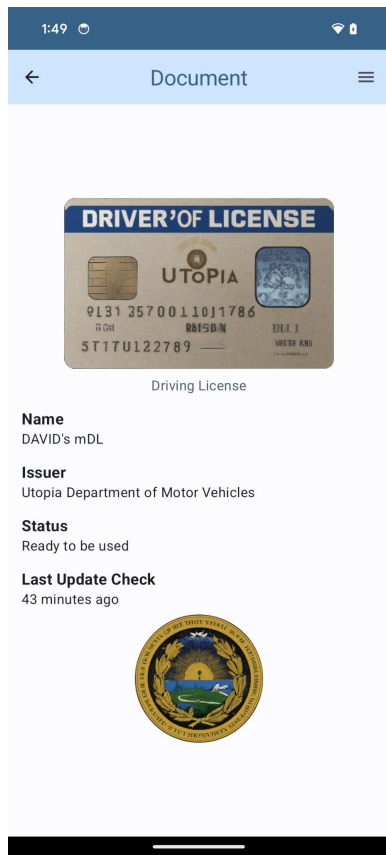 1:49
Document
DRIVER'OF LICENSE
UTOPIA
5T17U122789
Driving License
Name
DAVID's mDL
Issuer
Utopia Department of Motor Vehicles
Status
Ready to be used
Last Update Check
43 minutes ago